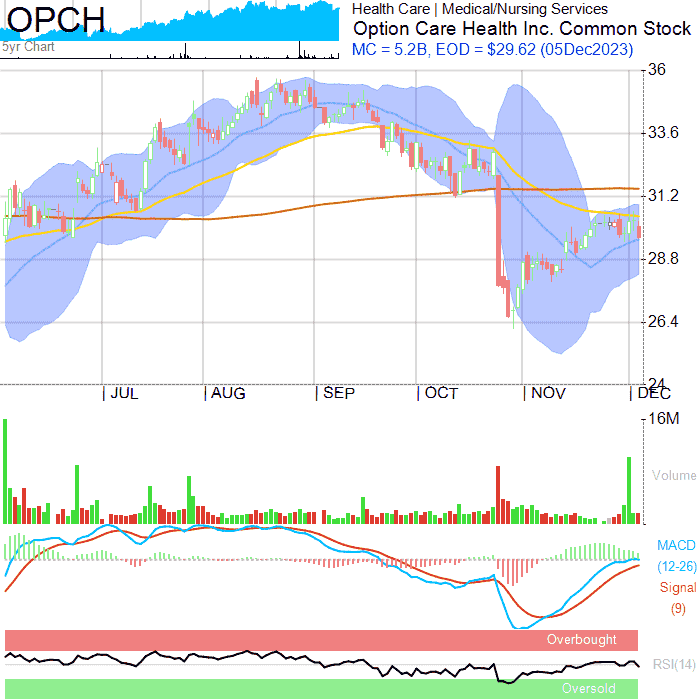 OPCH
5yr Chart
Health Care | Medical/Nursing Services
Option Care Health Inc. Common Stock
MC = 5.2B, EOD = $29.62 (05Dec2023)
36
33.6
31.2
28.8
26.4
24
JUL AUG SEP OCT NOV DEC
16M
Volume
MACD
(12-26)
Signal
(9)
Overbought
RSI(14)
Oversold